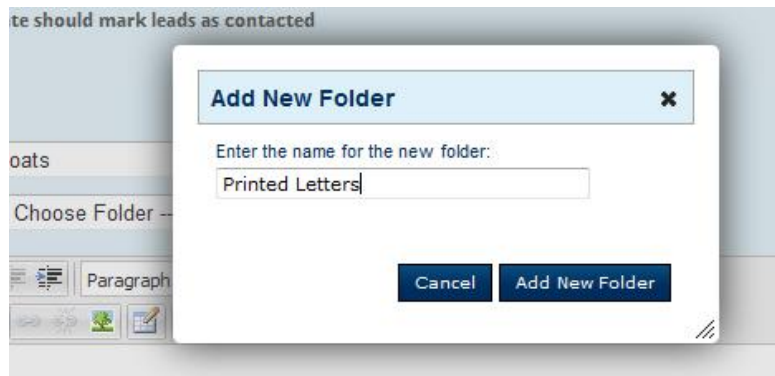 te should mark leads as contacted
Add New Folder
Enter the name for the new folder:
oats
Printed Letters
Choose Folder --
Paragraph
Cancel
Add New Folder